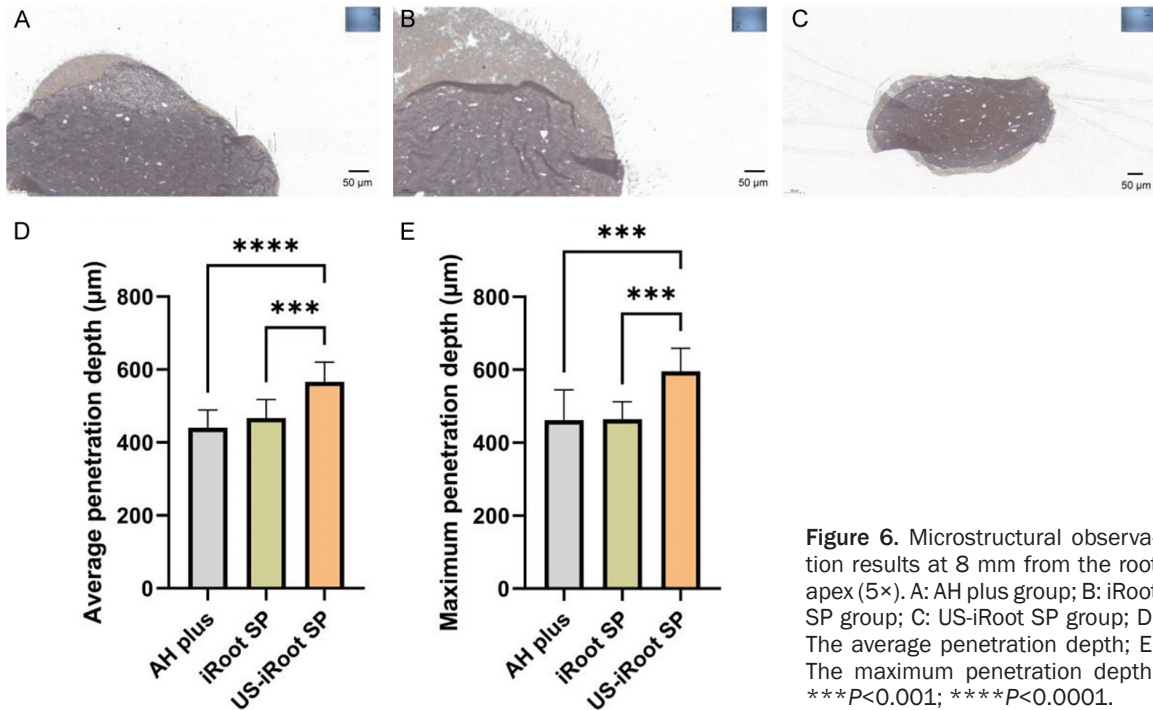 A
50 µm
B
50 µm
C
50 µm
D
Average penetration depth (µm)
800
600
400
200
0
****
***
AH plus
iRoot SP
US-iRoot SP
E
Maximum penetration depth (µm)
800
600
400
200
0
***
***
AH plus
iRoot SP
US-iRoot SP
Figure 6. Microstructural observa-
tion results at 8 mm from the root
apex (5×). A: AH plus group; B: iRoot
SP group; C: US-iRoot SP group; D:
The average penetration depth; E:
The maximum penetration depth.
***P<0.001; ****P<0.0001.